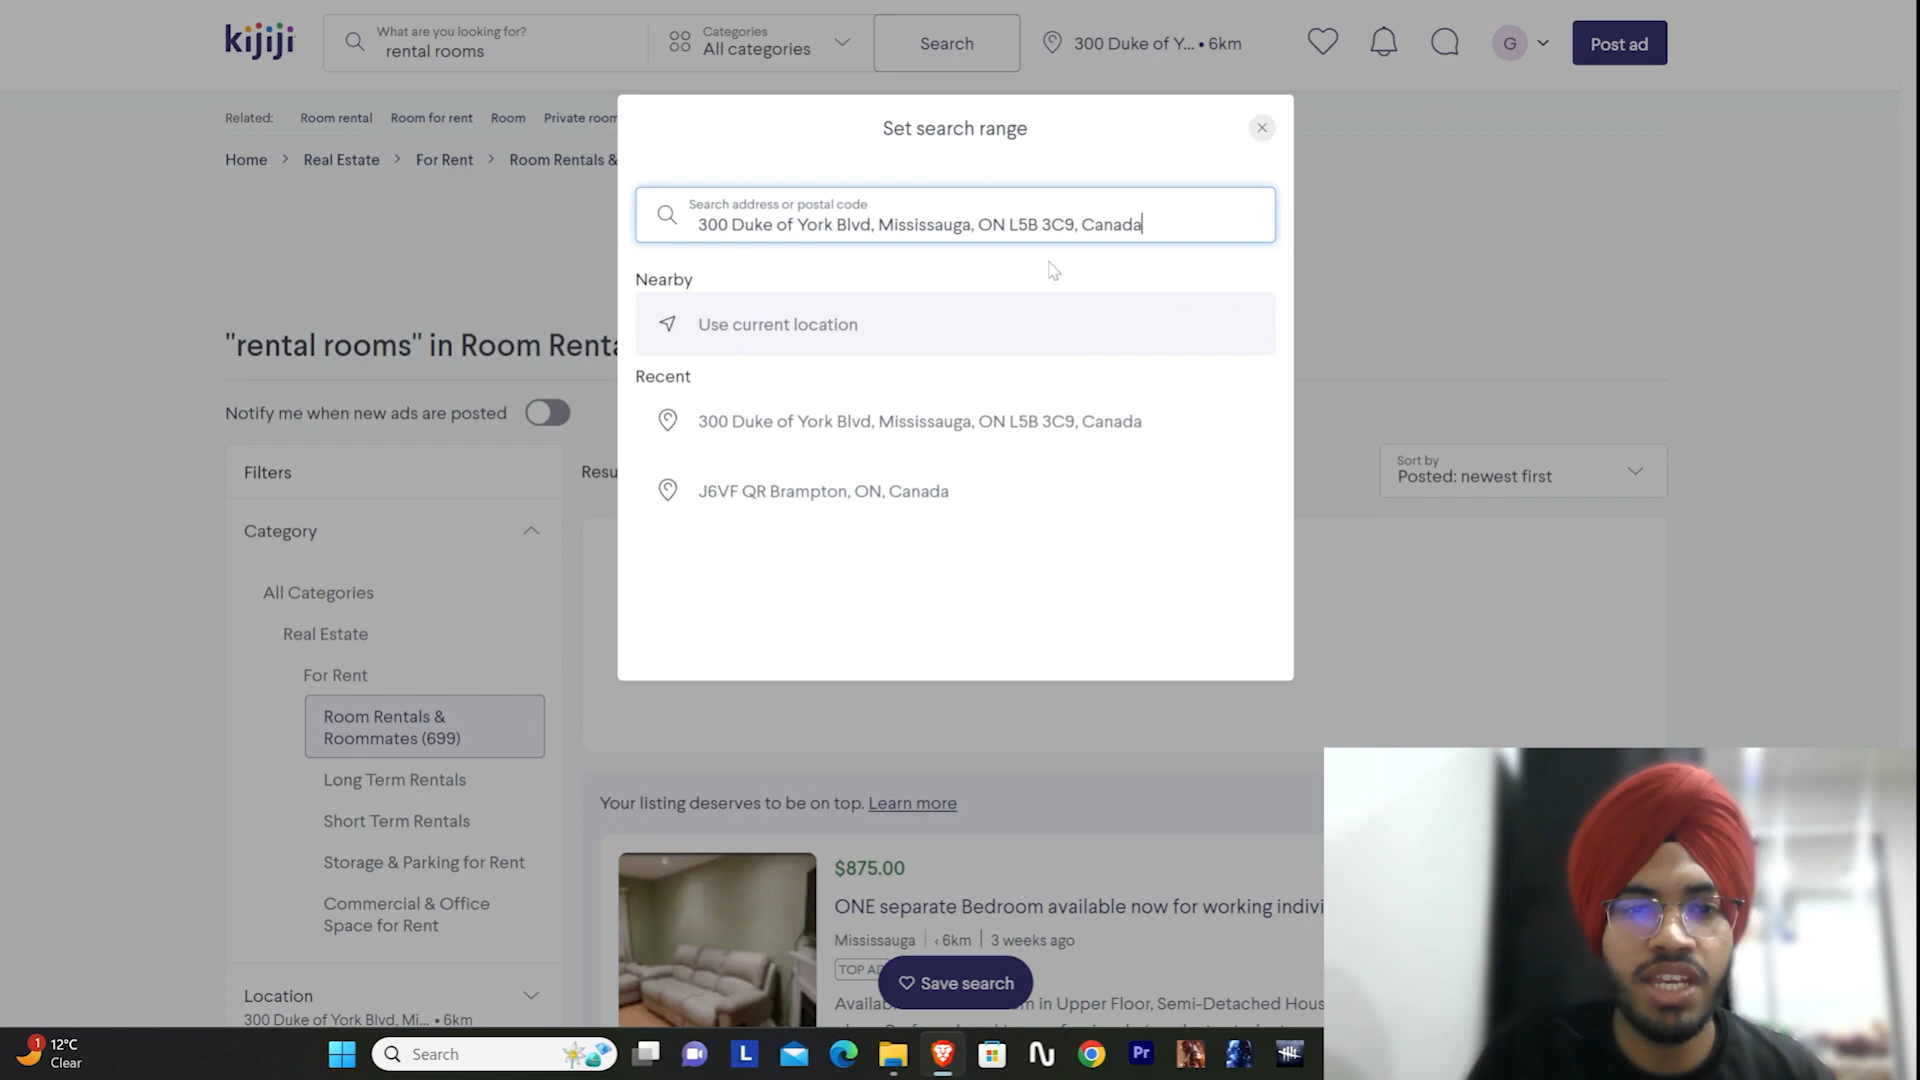 kijiji
What are you looking for?
rental rooms
Categories
All categories
Search
300 Duke of Y... • 6km
G
Post ad
Related:
Room rental
Room for rent
Room
Private room
Home > Real Estate > For Rent > Room Rentals &
Set search range
Search address or postal code
300 Duke of York Blvd, Mississauga, ON L5B 3C9, Canada
Nearby
Use current location
Recent
300 Duke of York Blvd, Mississauga, ON L5B 3C9, Canada
J6VF QR Brampton, ON, Canada
"rental rooms" in Room Renta
Notify me when new ads are posted
Filters
Resu
Sort by
Posted: newest first
Category
All Categories
Real Estate
For Rent
Room Rentals &
Roommates (699)
Long Term Rentals
Short Term Rentals
Storage & Parking for Rent
Commercial & Office
Space for Rent
Location
300 Duke of York Blvd, Mi... • 6km
Your listing deserves to be on top. Learn more
$875.00
ONE separate Bedroom available now for working indivi
Mississauga | < 6km | 3 weeks ago
TOP AD
Save search
Availab
m in Upper Floor, Semi-Detached Hous
1
12°C
Clear
Search
L
Pr